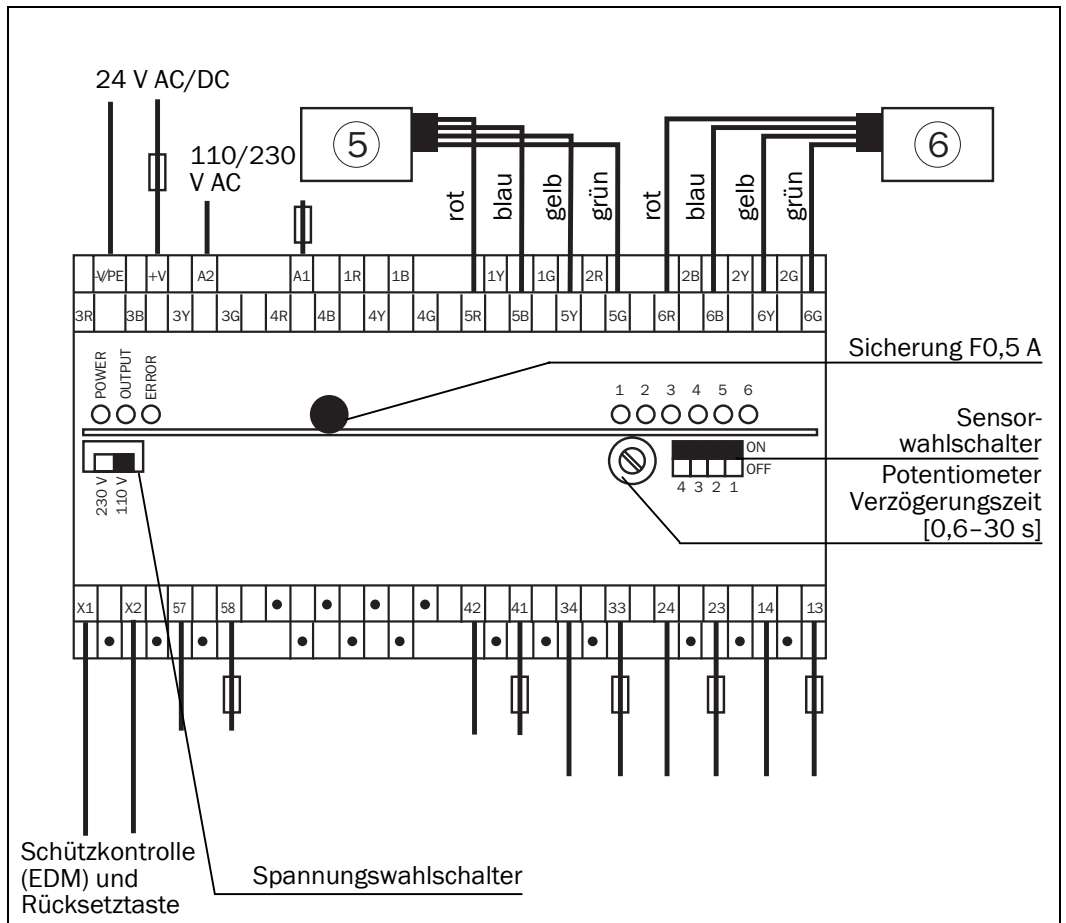 24 V AC/DC
110/230
V AC
5
6
rot
blau
gelb
grün
rot
blau
gelb
grün
-V/PE +V A2 A1 1R 1B 1Y 1G 2R 2B 2Y 2G
3R 3B 3Y 3G 4R 4B 4Y 4G 5R 5B 5Y 5G 6R 6B 6Y 6G
POWER
OUTPUT
ERROR
1 2 3 4 5 6
Sicherung F0,5 A
Sensor-
wahlschalter
ON
OFF
4 3 2 1
Potentiometer
Verzögerungszeit
[0,6–30 s]
230 V
110 V
X1 X2 57 58 42 41 34 33 24 23 14 13
Schützkontrolle
(EDM) und
Rücksetztaste
Spannungswahlschalter